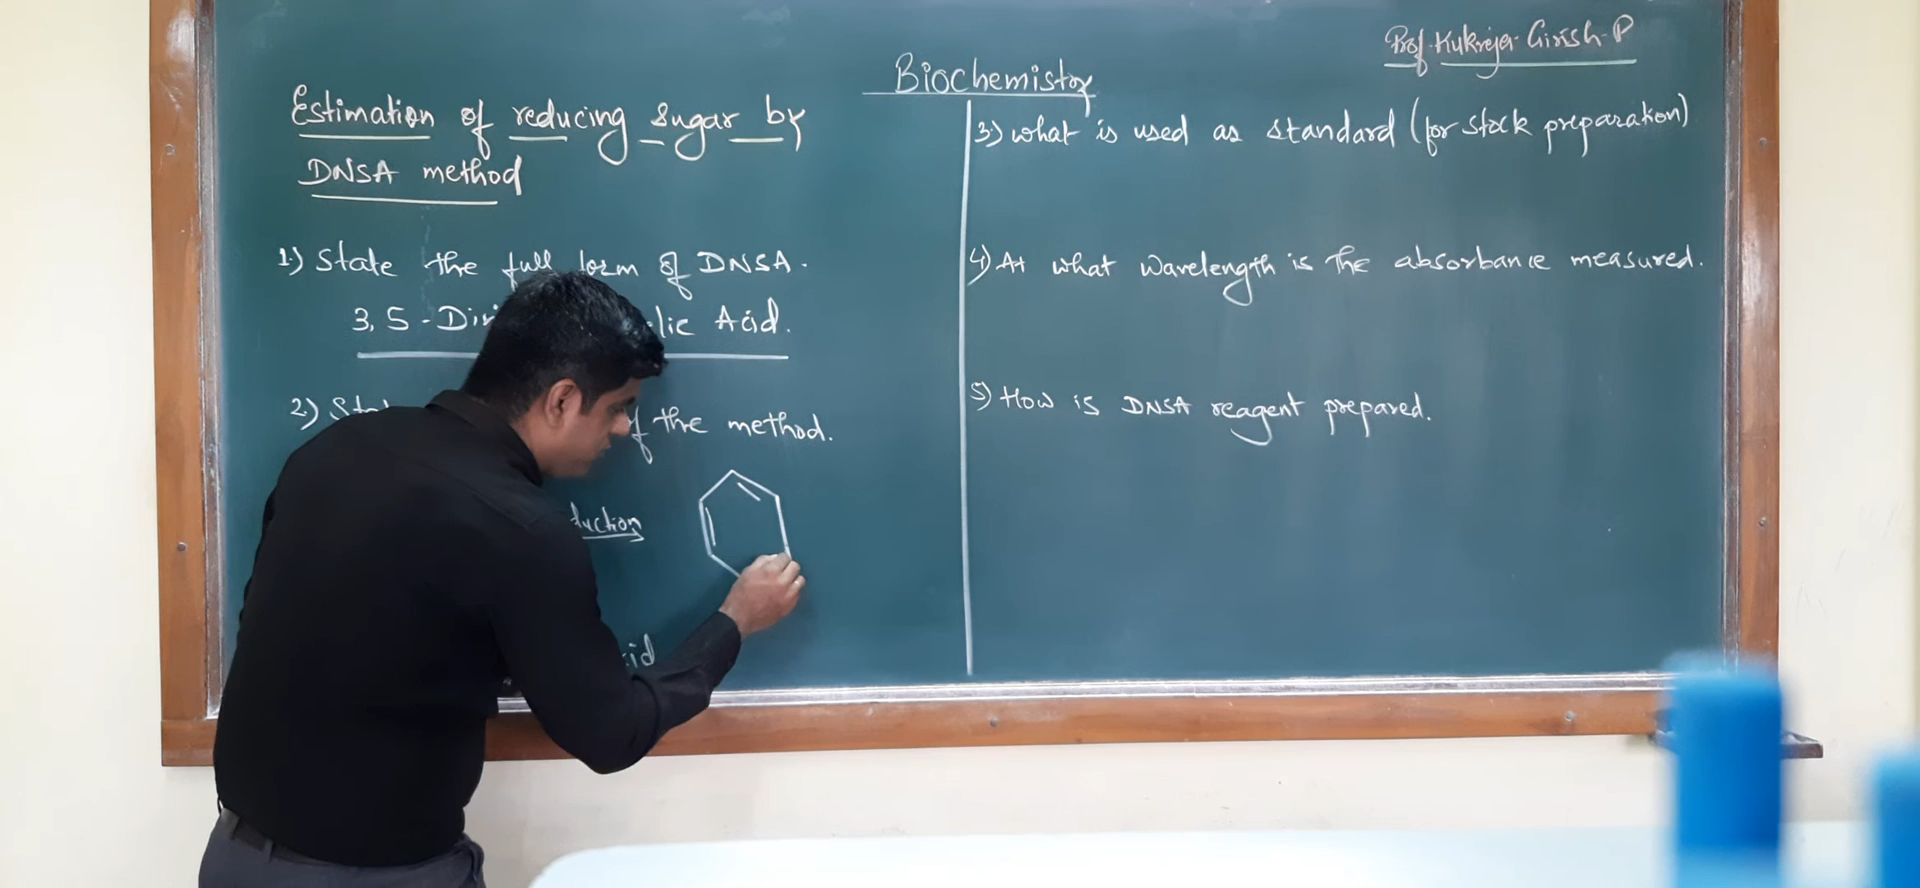 Prof. Kukreja Girish P
Biochemistry
Estimation of reducing sugar by
DNSA method
1) State the full form of DNSA.
3,5-Di lic Acid.
2) of the method.
3) what is used as standard (for stock preparation)
4) At what wavelength is the absorbance measured.
5) How is DNSA reagent prepared.